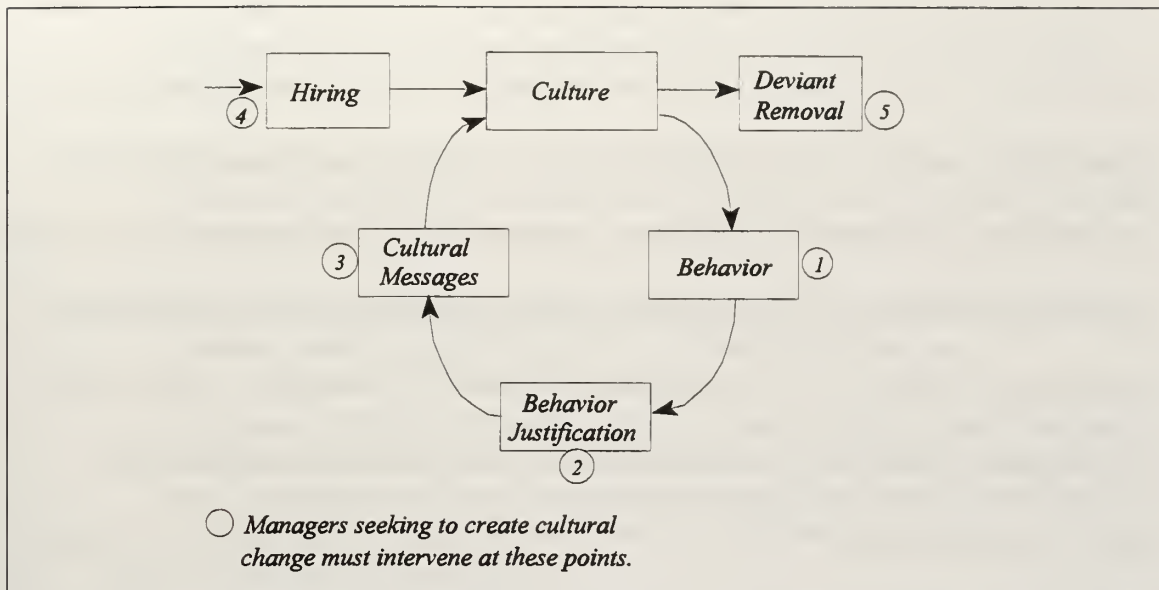 Hiring
4
Culture
Deviant
Removal
5
Cultural
Messages
3
Behavior
1
Behavior
Justification
2
Managers seeking to create cultural
change must intervene at these points.